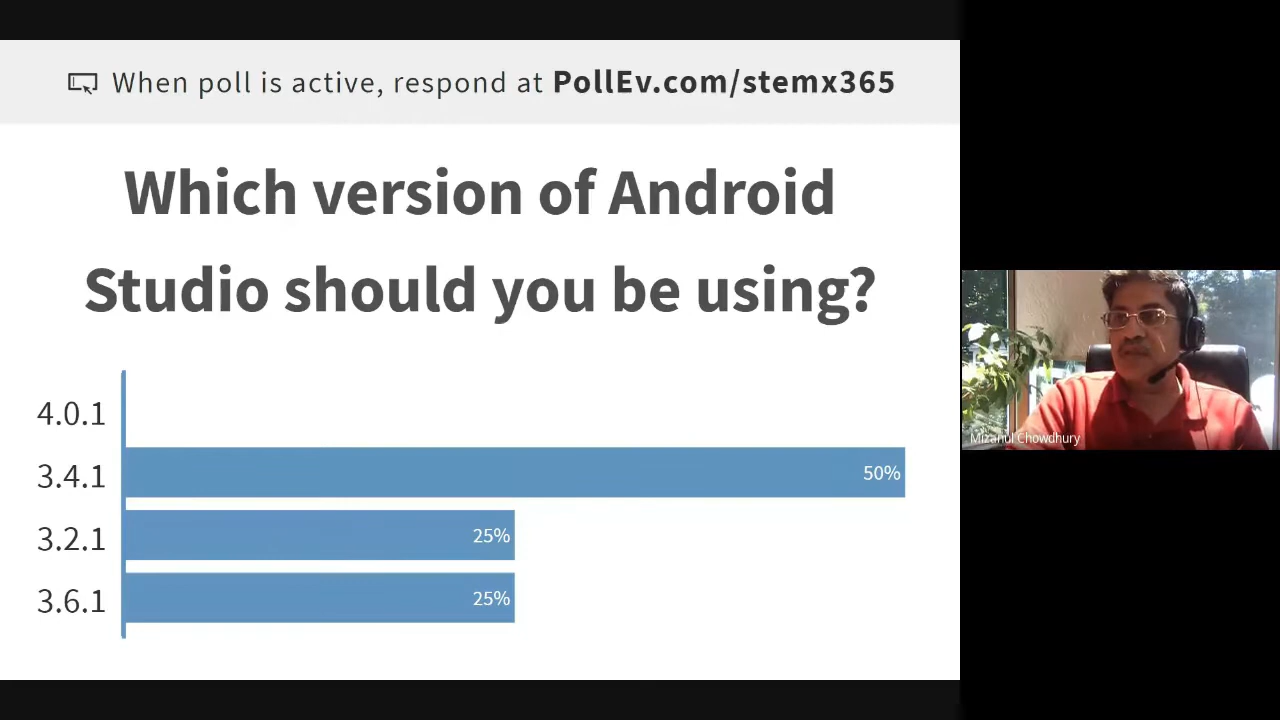 When poll is active, respond at PollEv.com/stemx365
Which version of Android
Studio should you be using?
4.0.1
3.4.1 50%
3.2.1 25%
3.6.1 25%
Mizanul Chowdhury